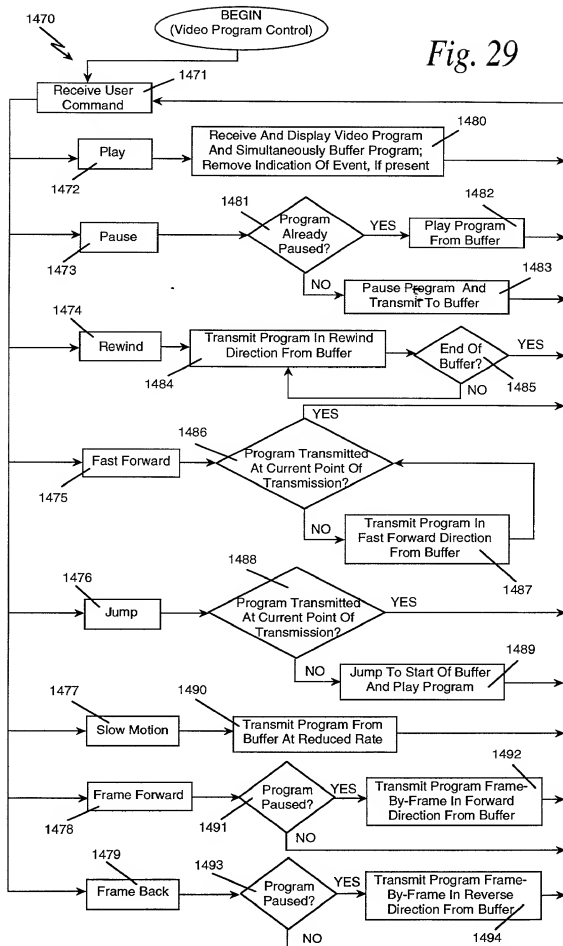 1470
BEGIN
(Video Program Control)
Fig. 29
1471
Receive User
Command
1480
Play
1472
Receive And Display Video Program
And Simultaneously Buffer Program;
Remove Indication Of Event, If present
1481
1482
Pause
1473
Program
Already
Paused?
YES
Play Program
From Buffer
NO
1483
Pause Program And
Transmit To Buffer
1474
Rewind
Transmit Program In Rewind
Direction From Buffer
1484
End Of
Buffer?
YES
1485
NO
YES
1486
Fast Forward
1475
Program Transmitted
At Current Point Of
Transmission?
NO
Transmit Program In
Fast Forward Direction
From Buffer
1487
1476
1488
Jump
Program Transmitted
At Current Point Of
Transmission?
YES
NO
1489
Jump To Start Of Buffer
And Play Program
1477
1490
Slow Motion
Transmit Program From
Buffer At Reduced Rate
1492
Frame Forward
1478
Program
Paused?
1491
YES
Transmit Program Frame-
By-Frame In Forward
Direction From Buffer
NO
1479
1493
Frame Back
Program
Paused?
YES
Transmit Program Frame-
By-Frame In Reverse
Direction From Buffer
1494
NO